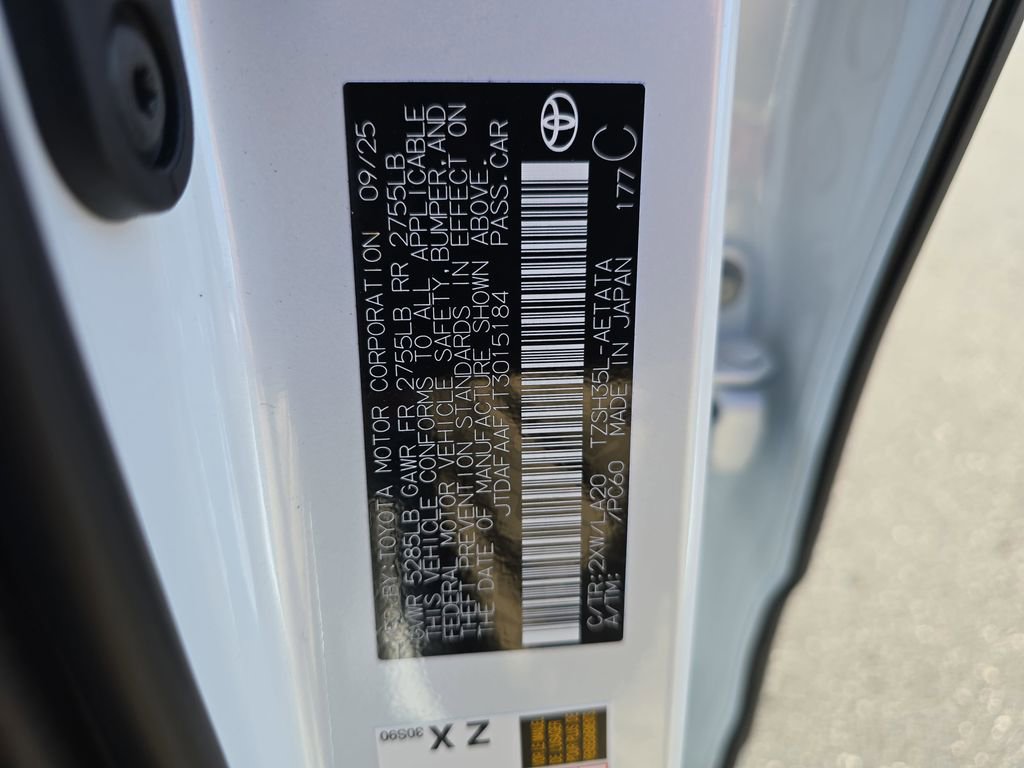 MFD.BY:TOYOTA MOTOR CORPORATION 09/25
GVWR 5285LB GAWR FR 2755LB RR 2755LB
THIS VEHICLE CONFORMS TO ALL APPLICABLE
FEDERAL MOTOR VEHICLE SAFETY,BUMPER,AND
THEFT PREVENTION STANDARDS IN EFFECT ON
THE DATE OF MANUFACTURE SHOWN ABOVE.
JTDAFAAF1T3015184 PASS.CAR
C/TR:2XW/LA20 TZSH35L-AETATA 177 C
A/TM: /PC60 MADE IN JAPAN
ZX
30S90